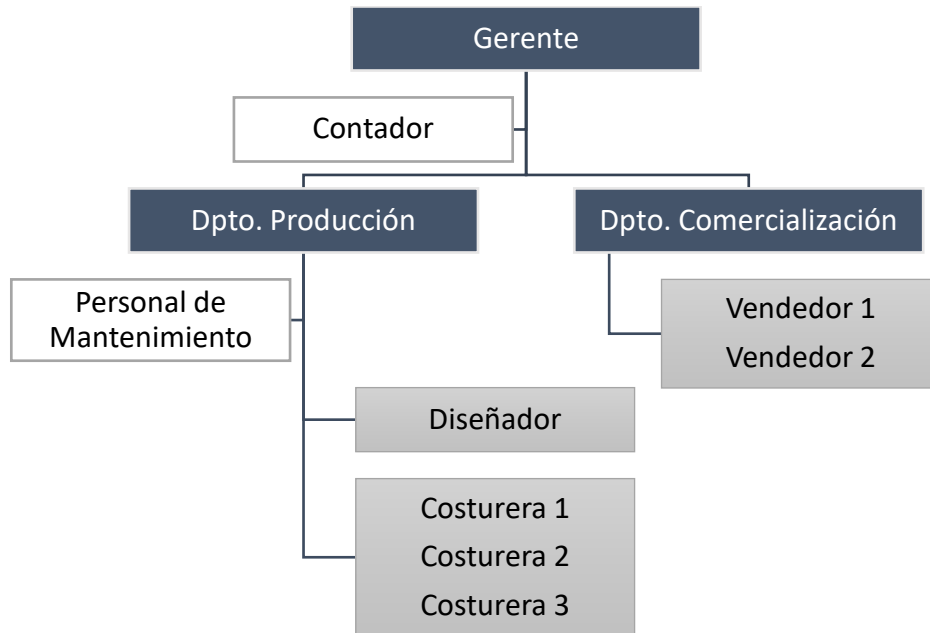 Gerente
Contador
Dpto. Producción
Dpto. Comercialización
Personal de
Mantenimiento
Vendedor 1
Vendedor 2
Diseñador
Costurera 1
Costurera 2
Costurera 3